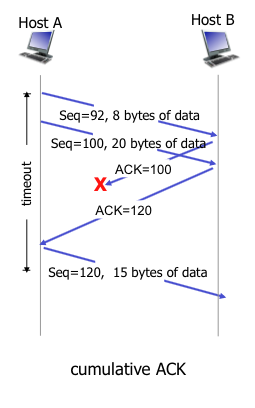 Host A
Host B
Seq=92, 8 bytes of data
Seq=100, 20 bytes of data
ACK=100
X
timeout
ACK=120
Seq=120, 15 bytes of data
cumulative ACK